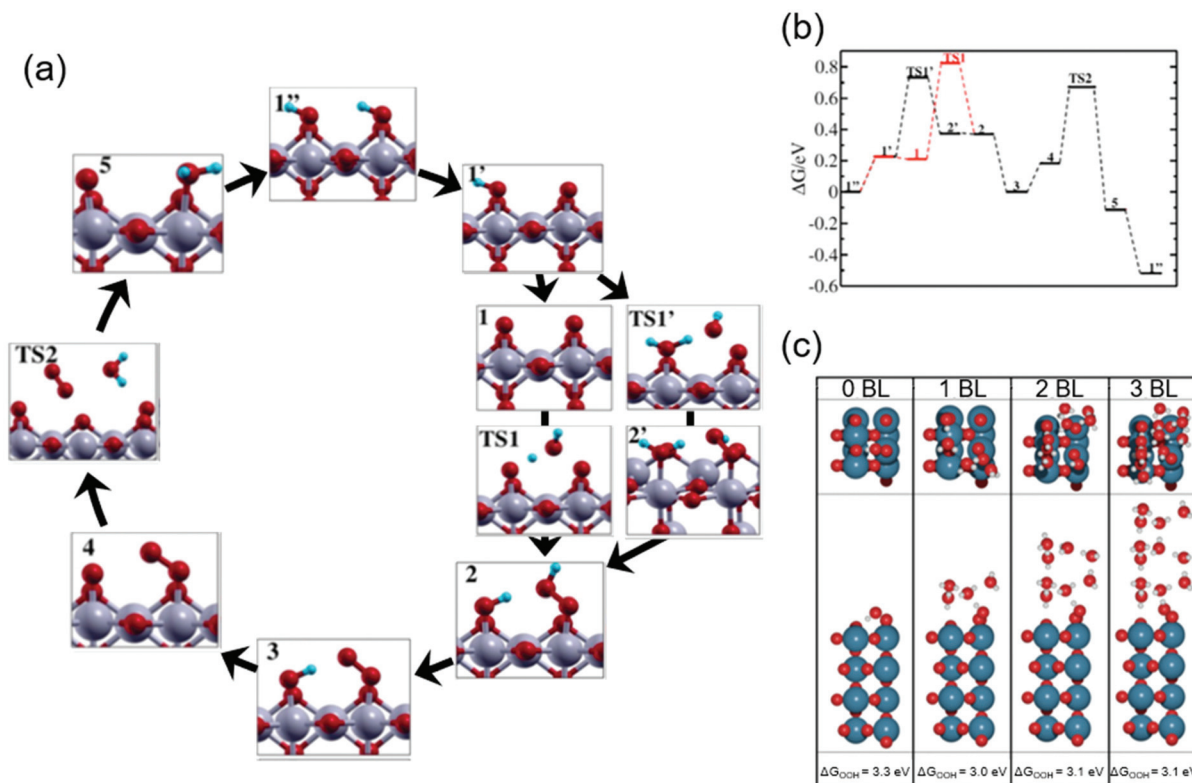 (a)
1''
1'
5
1
TS1'
TS1
2'
TS2
2
4
3
(b)
ΔG/eV
0.8
0.6
0.4
0.2
0
-0.2
-0.4
-0.6
1''
1'
TS1'
1
TS1
2'
2
3
4
TS2
5
1''
(c)
0 BL 1 BL 2 BL 3 BL
ΔG_OOH = 3.3 eV ΔG_OOH = 3.0 eV ΔG_OOH = 3.1 eV ΔG_OOH = 3.1 eV